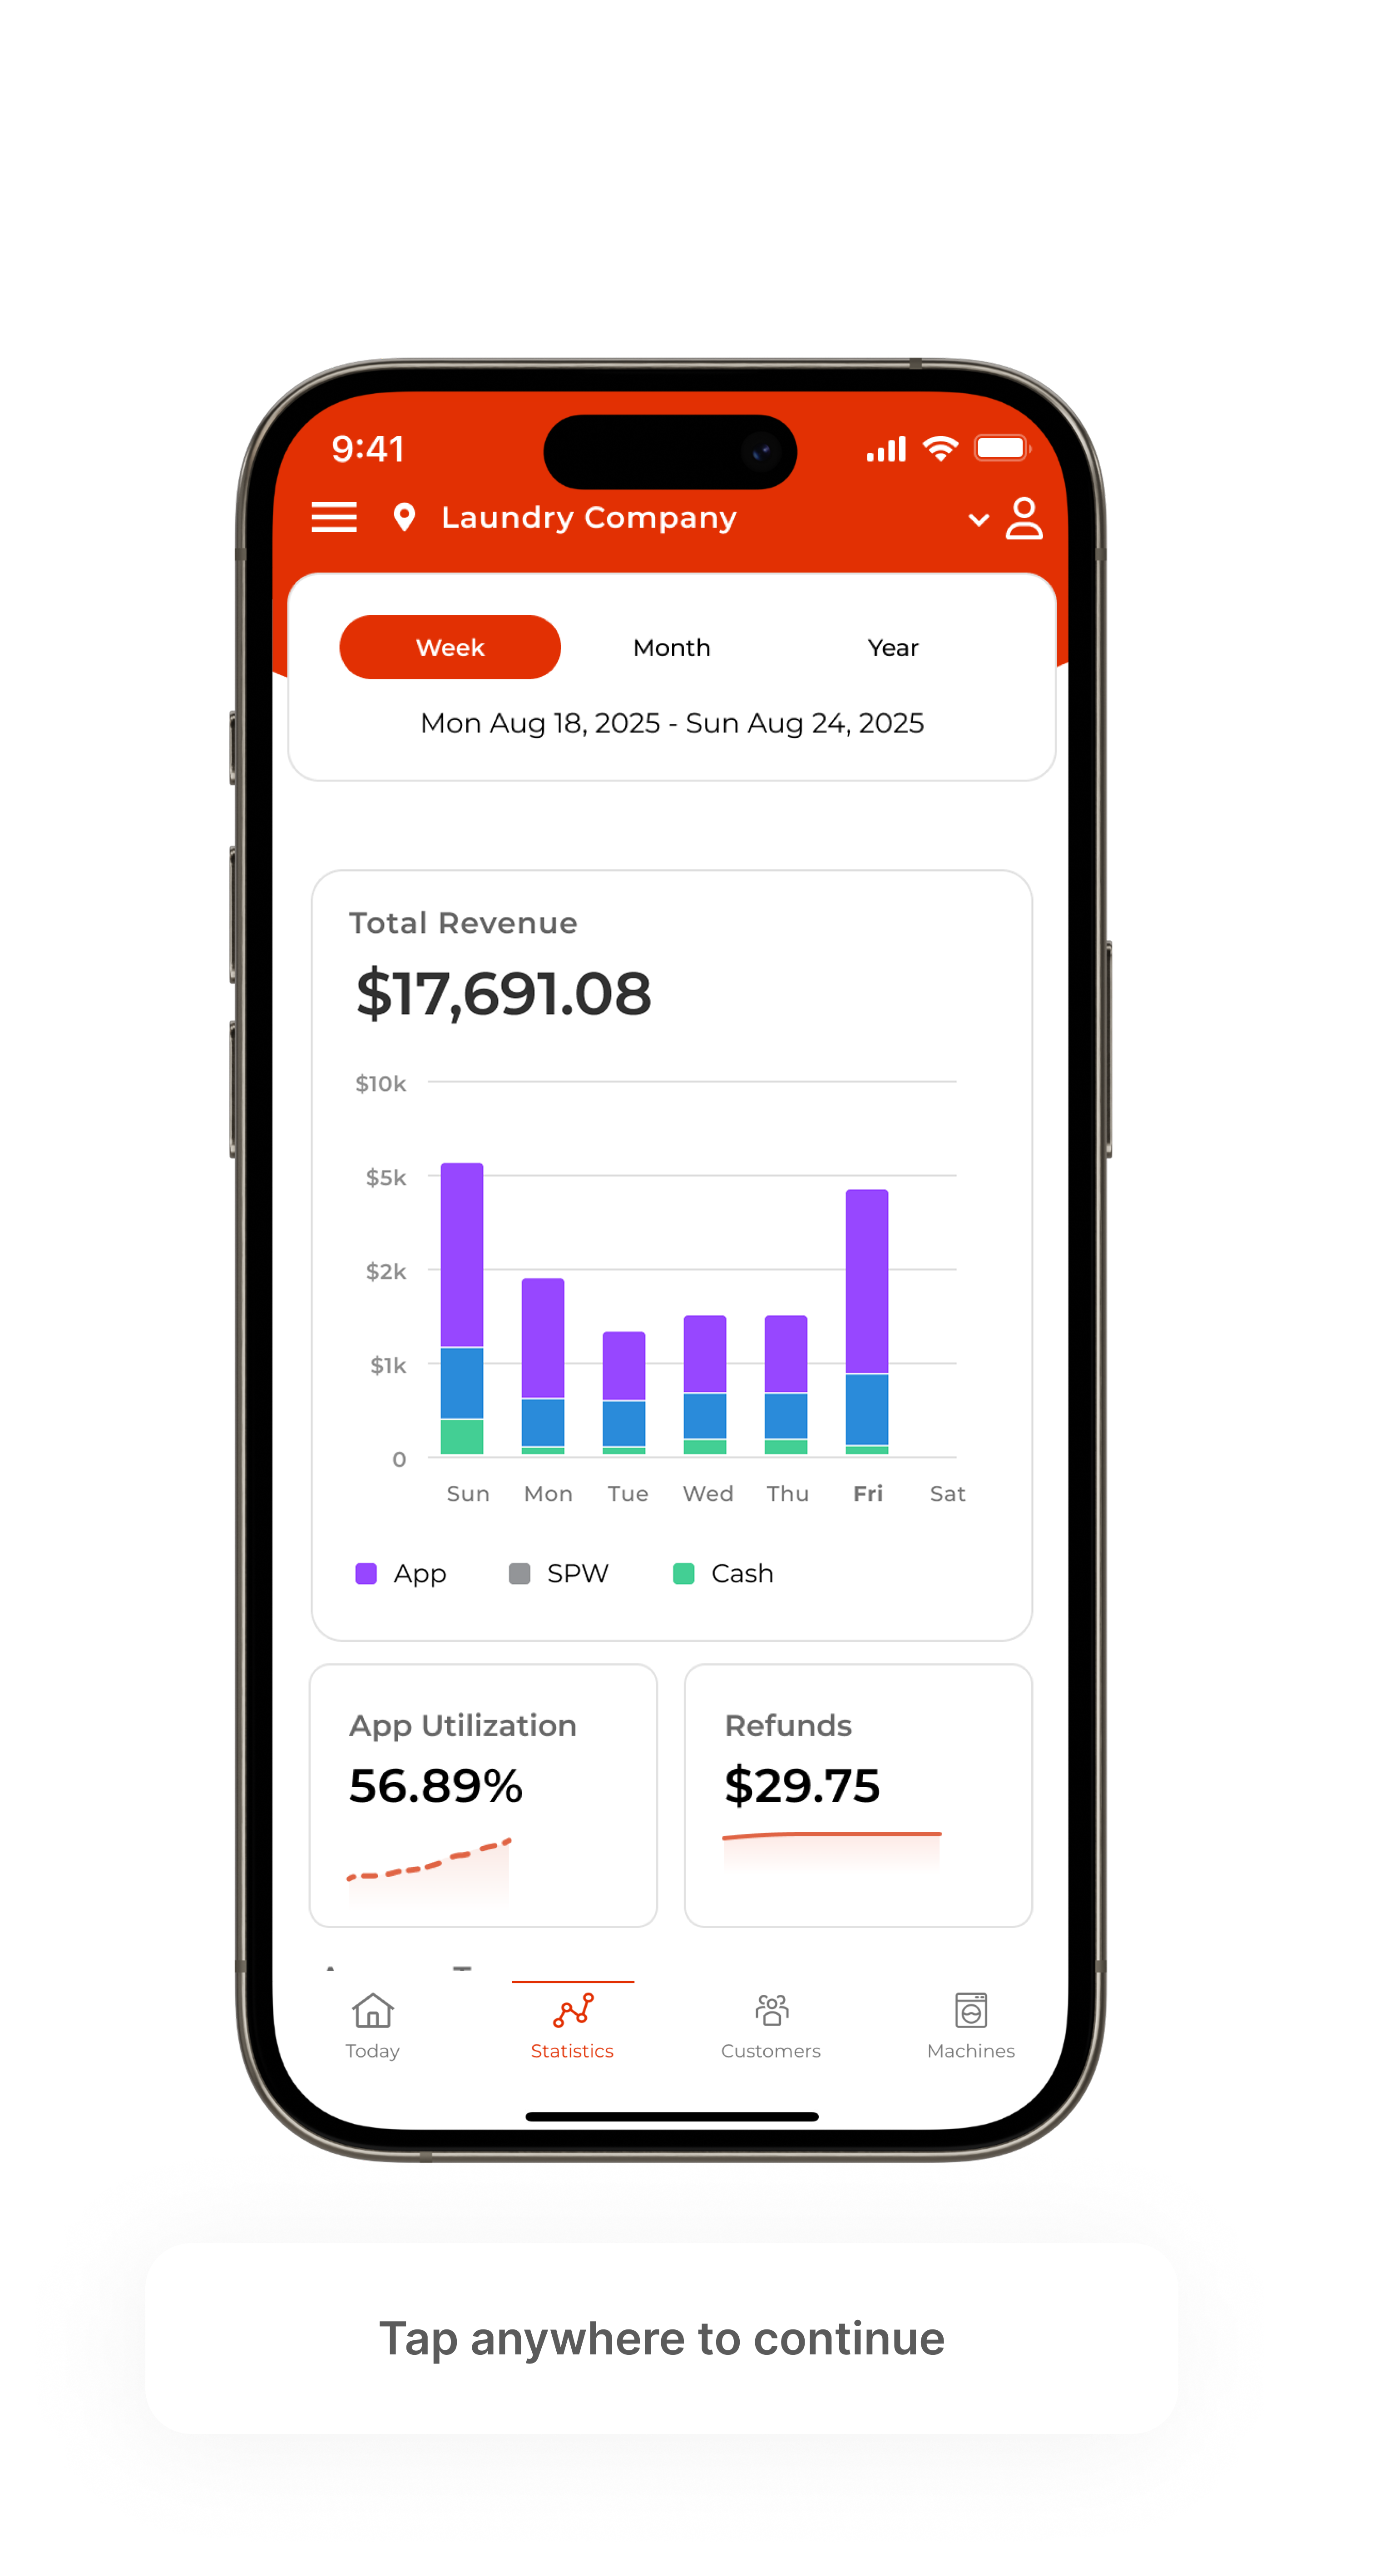 9:41
Laundry Company
Week Month Year
Mon Aug 18, 2025 - Sun Aug 24, 2025
Total Revenue
$17,691.08
$10k
$5k
$2k
$1k
0
Sun Mon Tue Wed Thu Fri Sat
App SPW Cash
App Utilization Refunds
56.89% $29.75
Today Statistics Customers Machines
Tap anywhere to continue